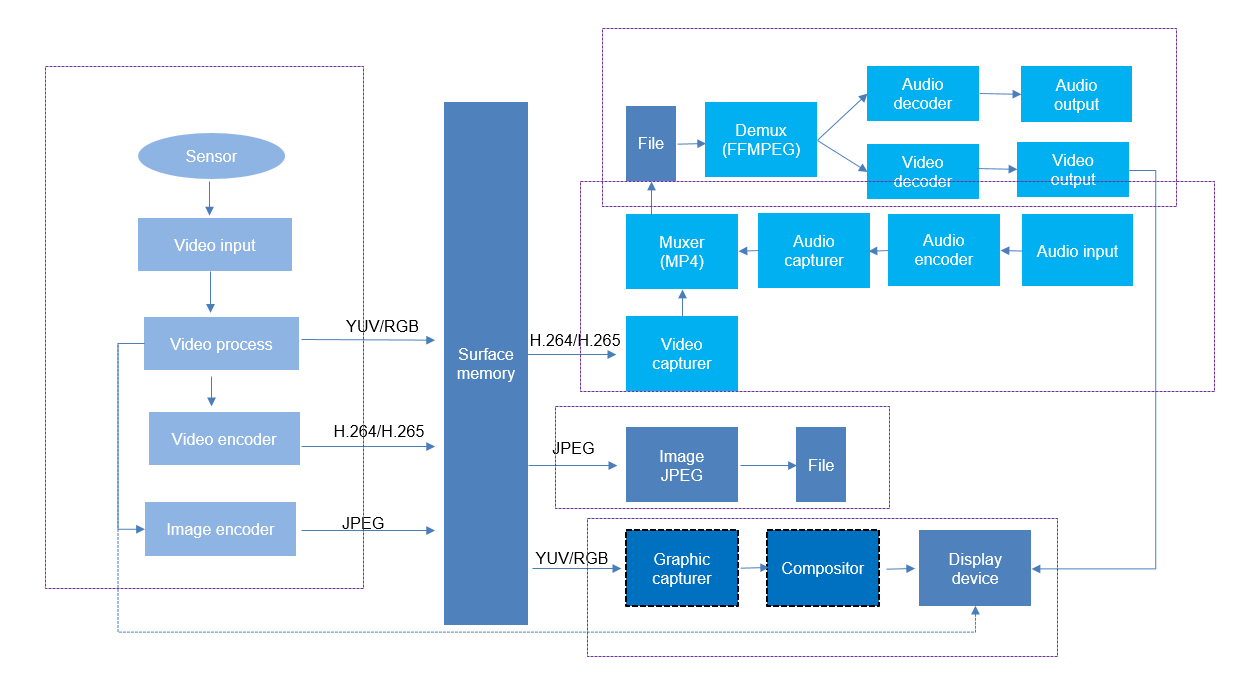 Sensor
Video input
Video process
Video encoder
Image encoder
YUV/RGB
H.264/H.265
JPEG
Surface
memory
H.264/H.265
JPEG
YUV/RGB
File
Demux
(FFMPEG)
Audio
decoder
Audio
output
Video
decoder
Video
output
Muxer
(MP4)
Audio
capturer
Audio
encoder
Audio input
Video
capturer
Image
JPEG
File
Graphic
capturer
Compositor
Display
device